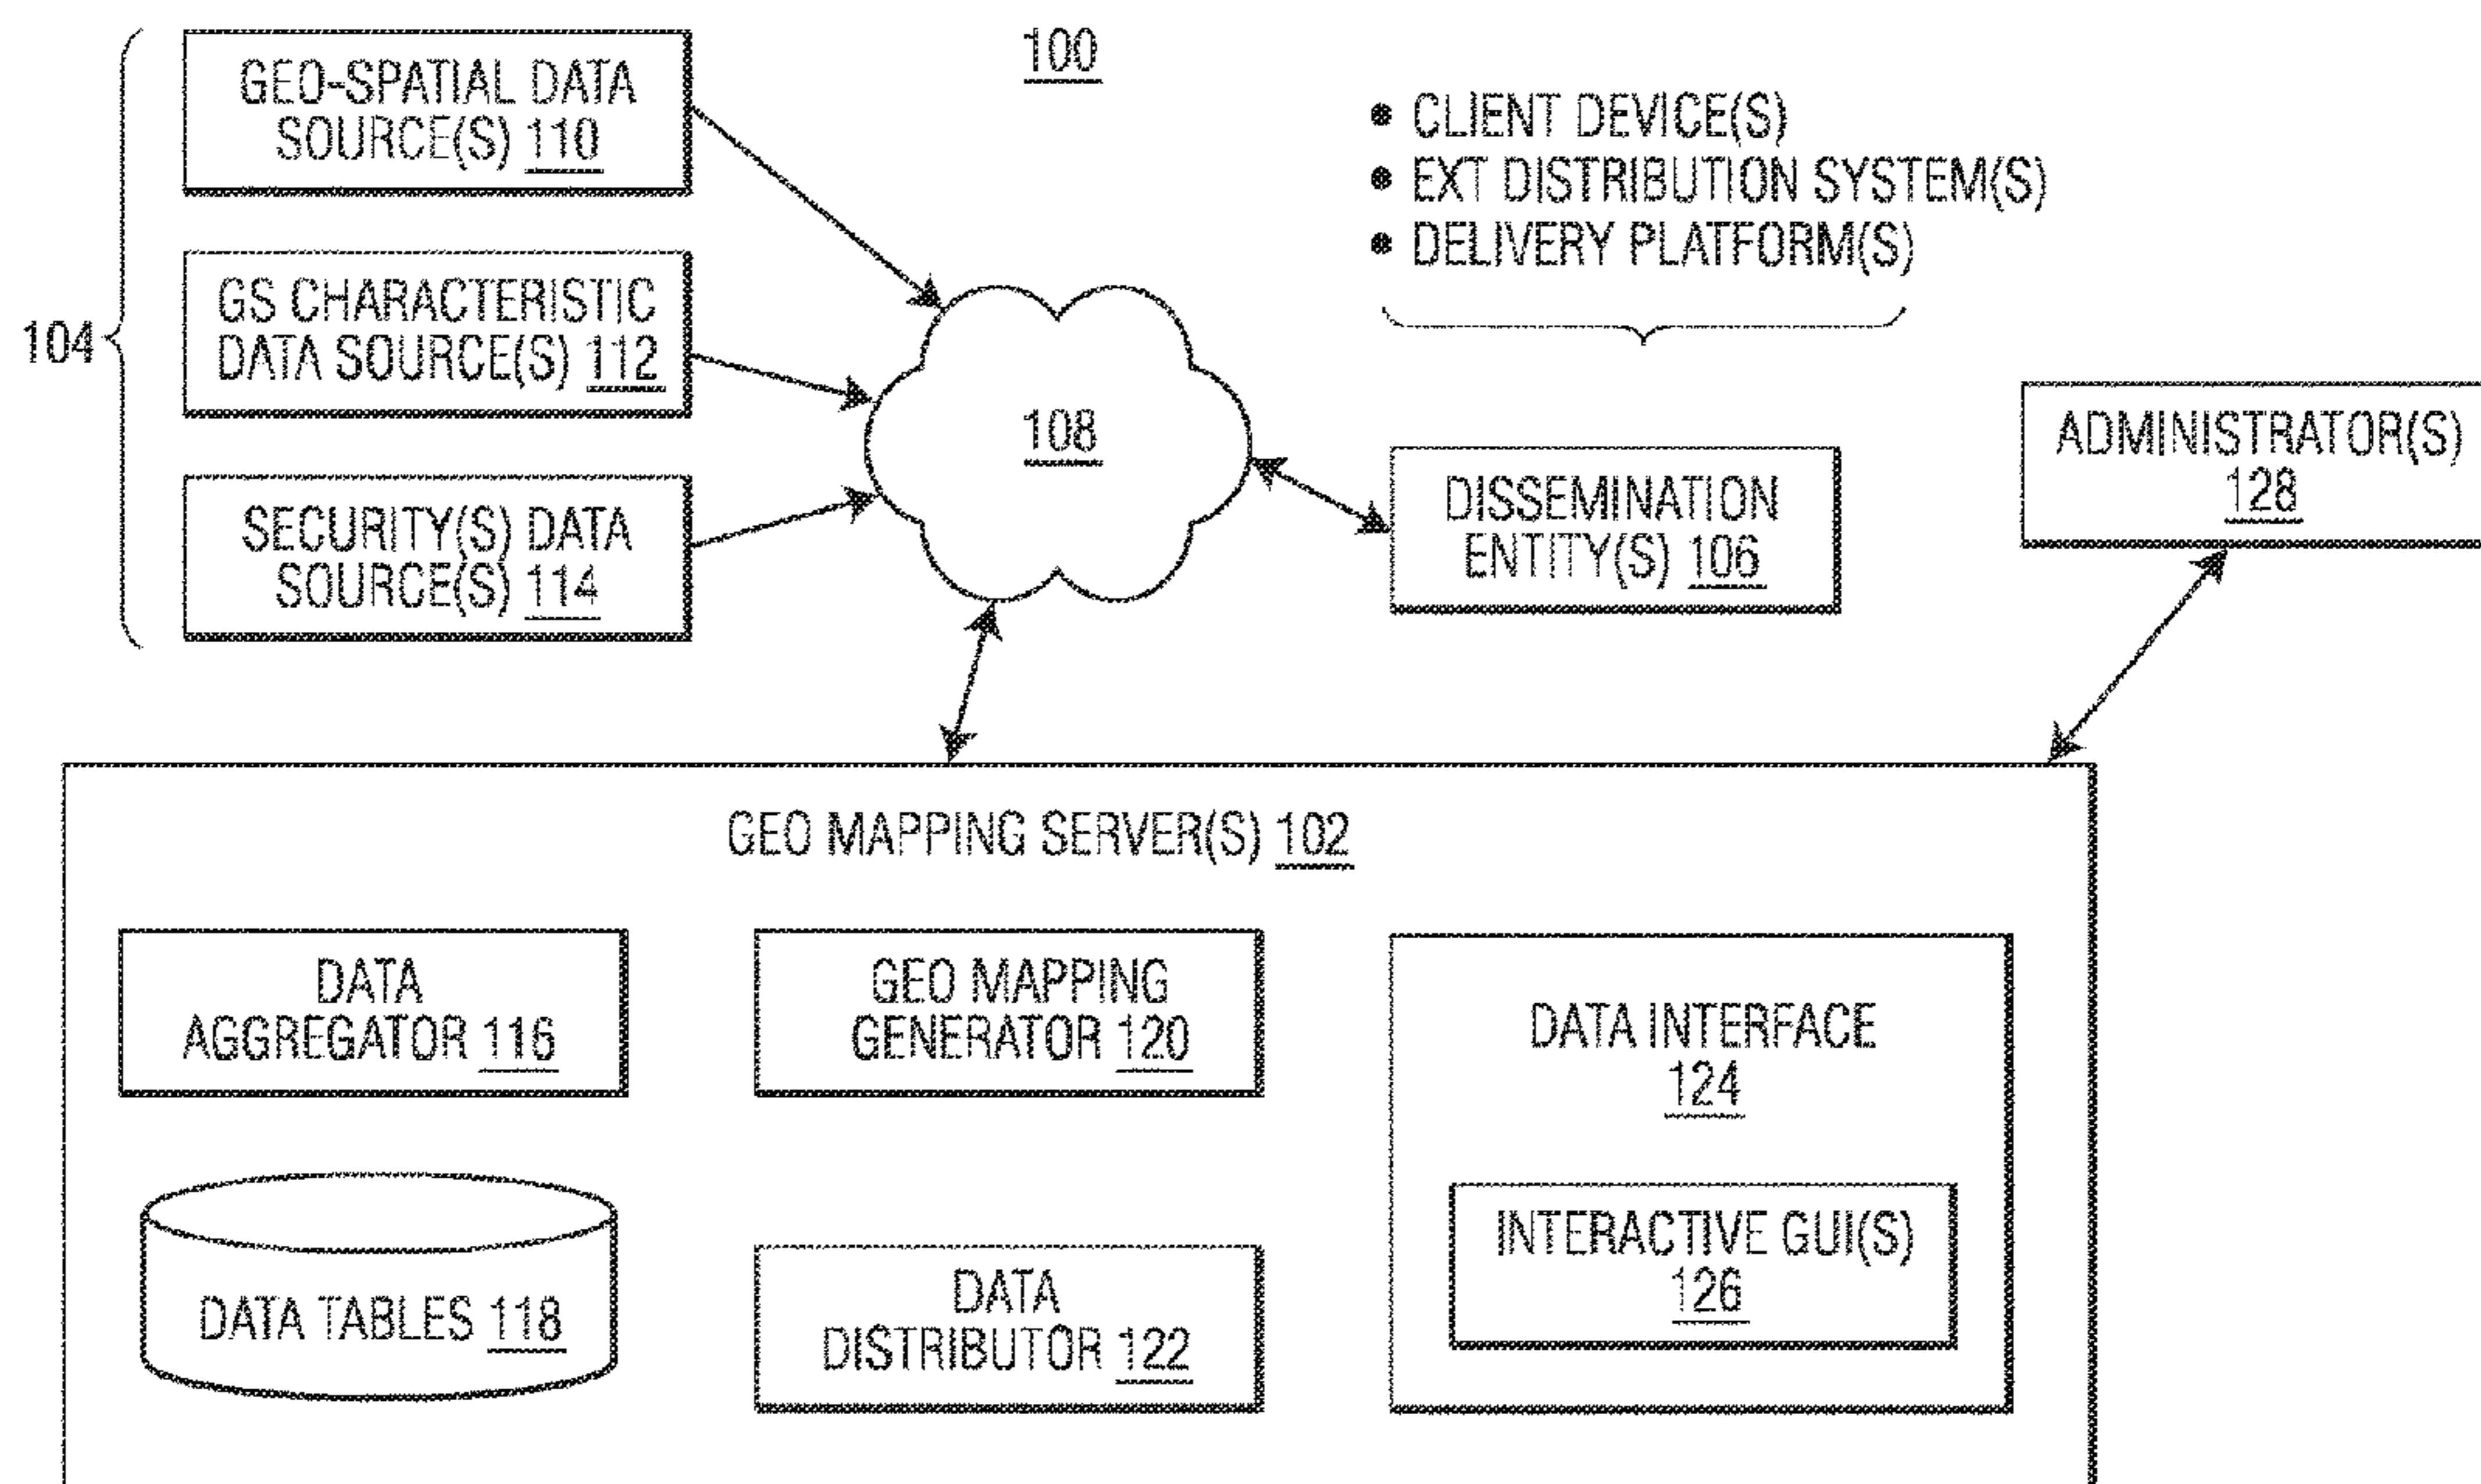 100
104
GEO-SPATIAL DATA
SOURCE(S) 110
GS CHARACTERISTIC
DATA SOURCE(S) 112
SECURITY(S) DATA
SOURCE(S) 114
108
• CLIENT DEVICE(S)
• EXT DISTRIBUTION SYSTEM(S)
• DELIVERY PLATFORM(S)
DISSEMINATION
ENTITY(S) 106
ADMINISTRATOR(S)
128
GEO MAPPING SERVER(S) 102
DATA
AGGREGATOR 116
GEO MAPPING
GENERATOR 120
DATA INTERFACE
124
DATA TABLES 118
DATA
DISTRIBUTOR 122
INTERACTIVE GUI(S)
126